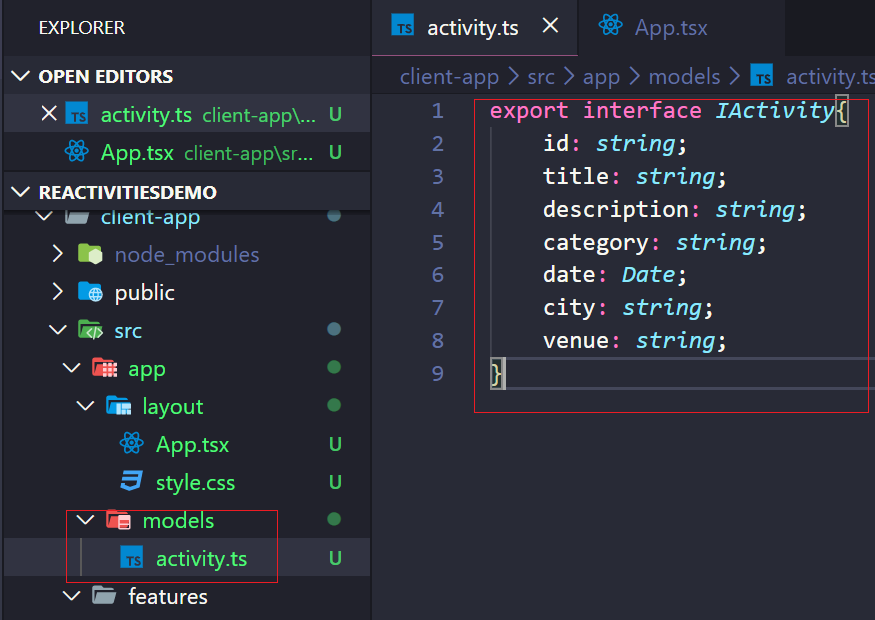 EXPLORER
OPEN EDITORS
activity.ts client-app\... U
App.tsx client-app\sr... U
REACTIVITIESDEMO
client-app
node_modules
public
src
app
layout
App.tsx U
style.css U
models
TS activity.ts U
features
TS activity.ts App.tsx
client-app > src > app > models > TS activity.ts
1 export interface IActivity{
2 id: string;
3 title: string;
4 description: string;
5 category: string;
6 date: Date;
7 city: string;
8 venue: string;
9 }